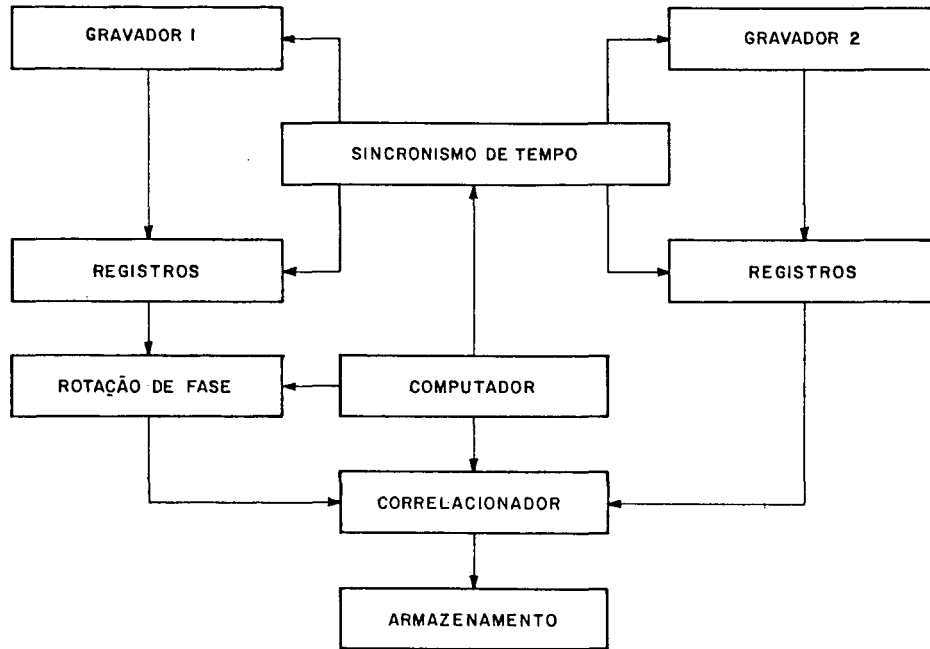 GRAVADOR 1
GRAVADOR 2
SINCRONISMO DE TEMPO
REGISTROS
REGISTROS
ROTAÇÃO DE FASE
COMPUTADOR
CORRELACIONADOR
ARMAZENAMENTO